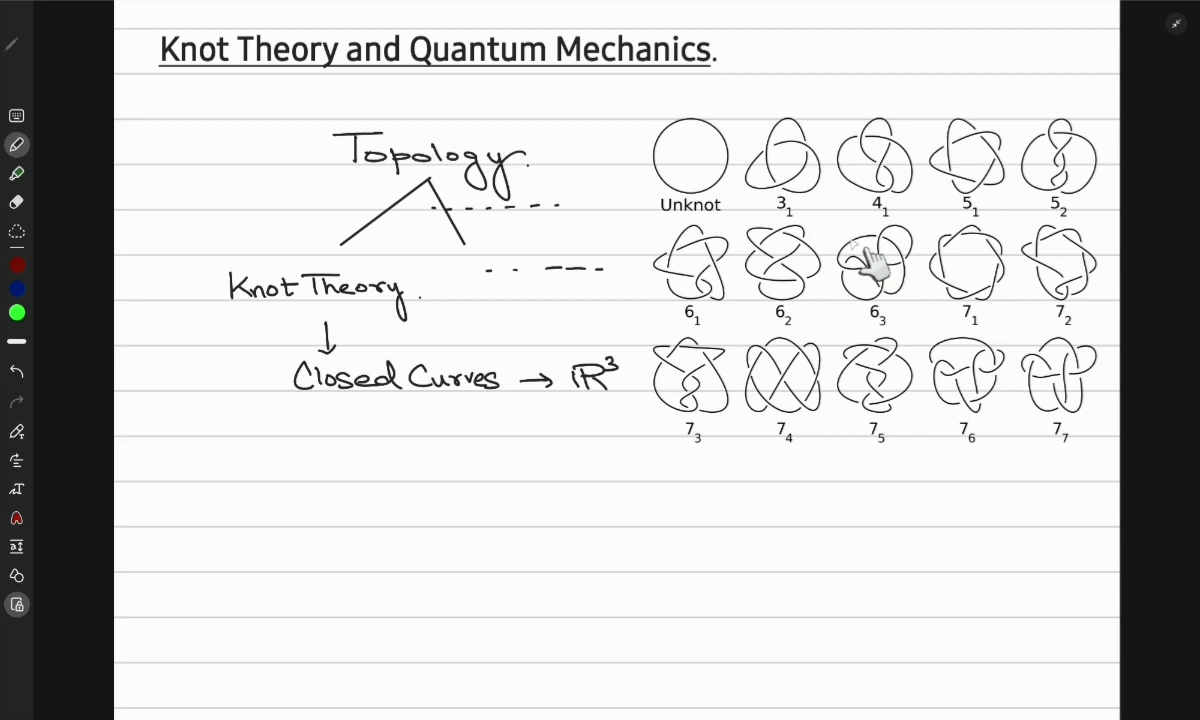 Knot Theory and Quantum Mechanics.
Topology.
Knot Theory.
Closed Curves → ℝ³
Unknot 3₁ 4₁ 5₁ 5₂
6₁ 6₂ 6₃ 7₁ 7₂
7₃ 7₄ 7₅ 7₆ 7₇